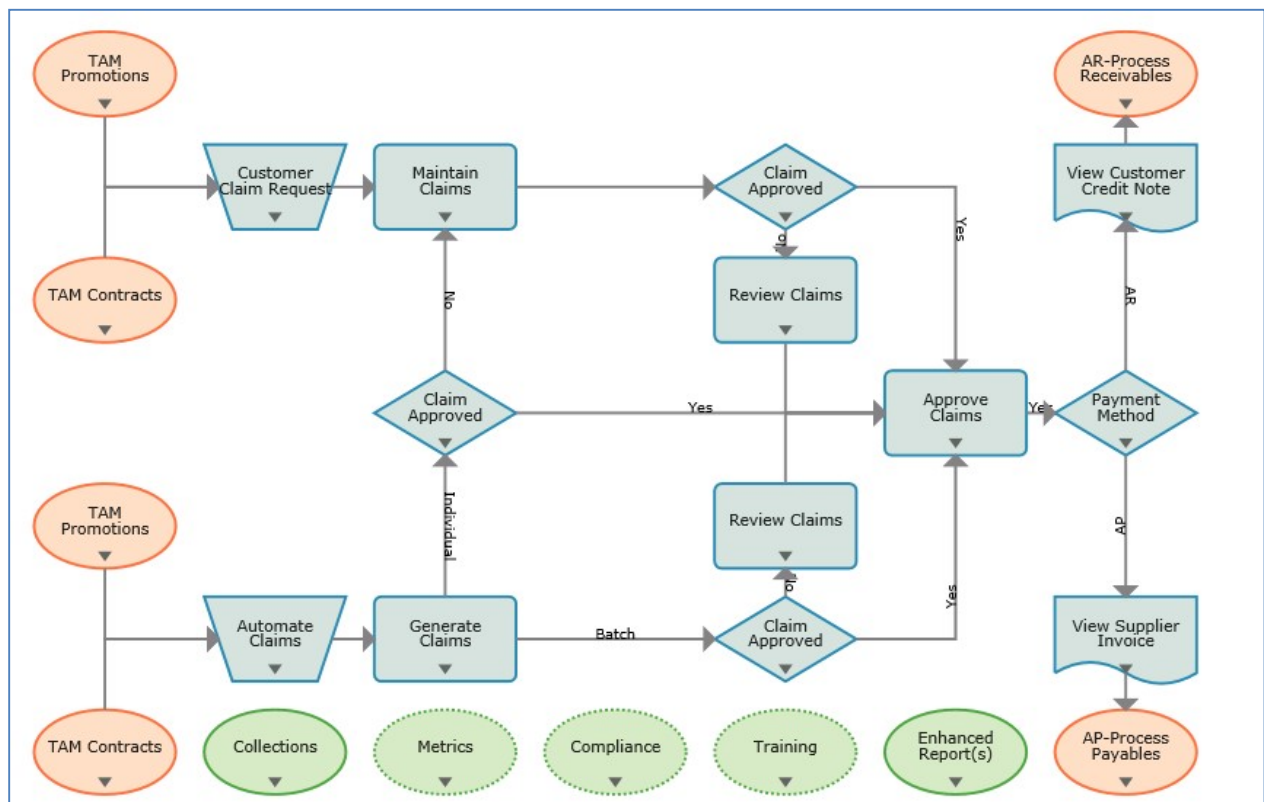 TAM
Promotions
AR-Process
Receivables
Customer
Claim Request
Maintain
Claims
Claim
Approved
View Customer
Credit Note
Yes
No
TAM Contracts
Review Claims
No
AR
Claim
Approved
Yes
Approve
Claims
Yes
Payment
Method
TAM
Promotions
Individual
Review Claims
AP
No
Yes
Automate
Claims
Generate
Claims
Batch
Claim
Approved
View Supplier
Invoice
TAM Contracts
Collections
Metrics
Compliance
Training
Enhanced
Report(s)
AP-Process
Payables